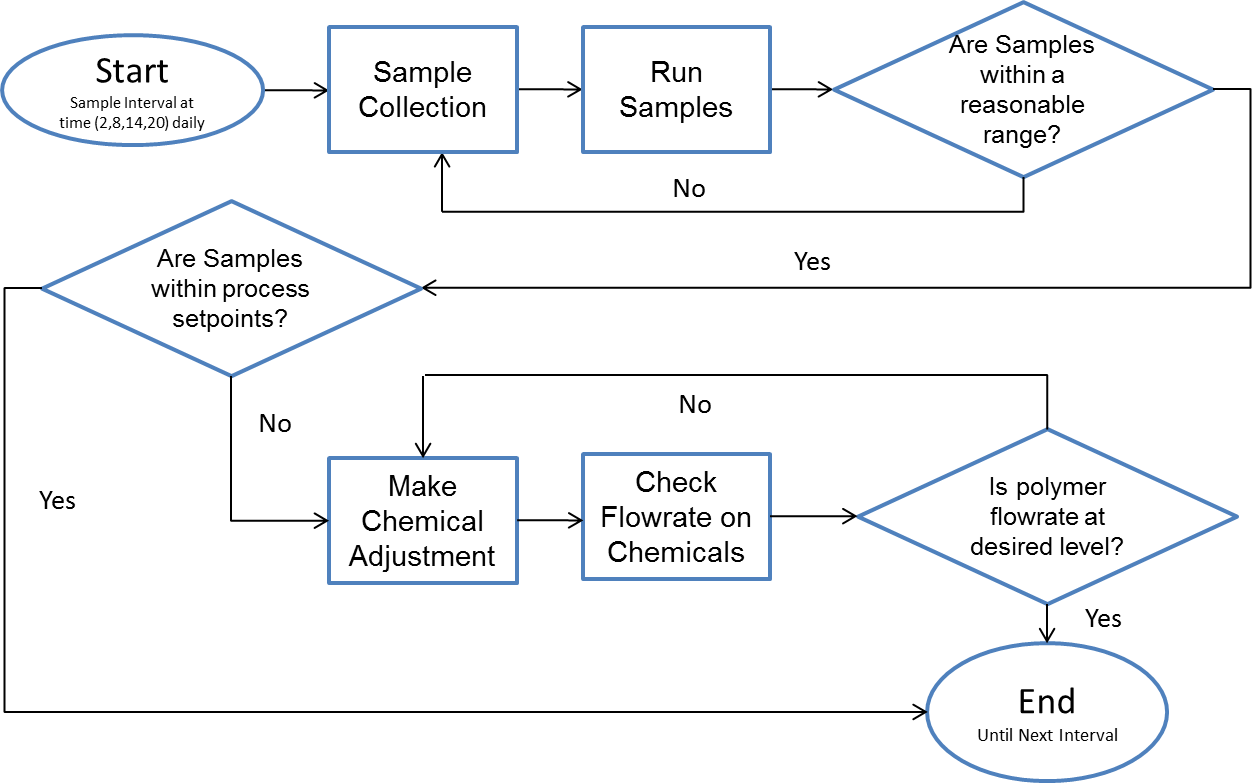 Start
Sample Interval at
time (2,8,14,20) daily
Sample
Collection
Run
Samples
Are Samples
within a
reasonable
range?
No
Yes
Are Samples
within process
setpoints?
No
Yes
No
Make
Chemical
Adjustment
Check
Flowrate on
Chemicals
Is polymer
flowrate at
desired level?
Yes
End
Until Next Interval